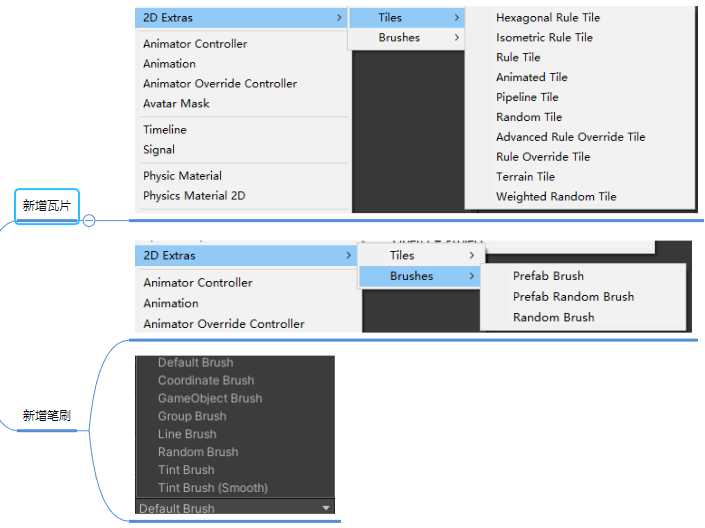 2D Extras
Tiles
Hexagonal Rule Tile
Brushes
Isometric Rule Tile
Animator Controller
Rule Tile
Animation
Animated Tile
Animator Override Controller
Pipeline Tile
Avatar Mask
Random Tile
Timeline
Advanced Rule Override Tile
Signal
Rule Override Tile
Physic Material
Terrain Tile
Physics Material 2D
Weighted Random Tile
新增瓦片
2D Extras
Tiles
Brushes
Prefab Brush
Animator Controller
Prefab Random Brush
Animation
Random Brush
Animator Override Controller
新增笔刷
Default Brush
Coordinate Brush
GameObject Brush
Group Brush
Line Brush
Random Brush
Tint Brush
Tint Brush (Smooth)
Default Brush